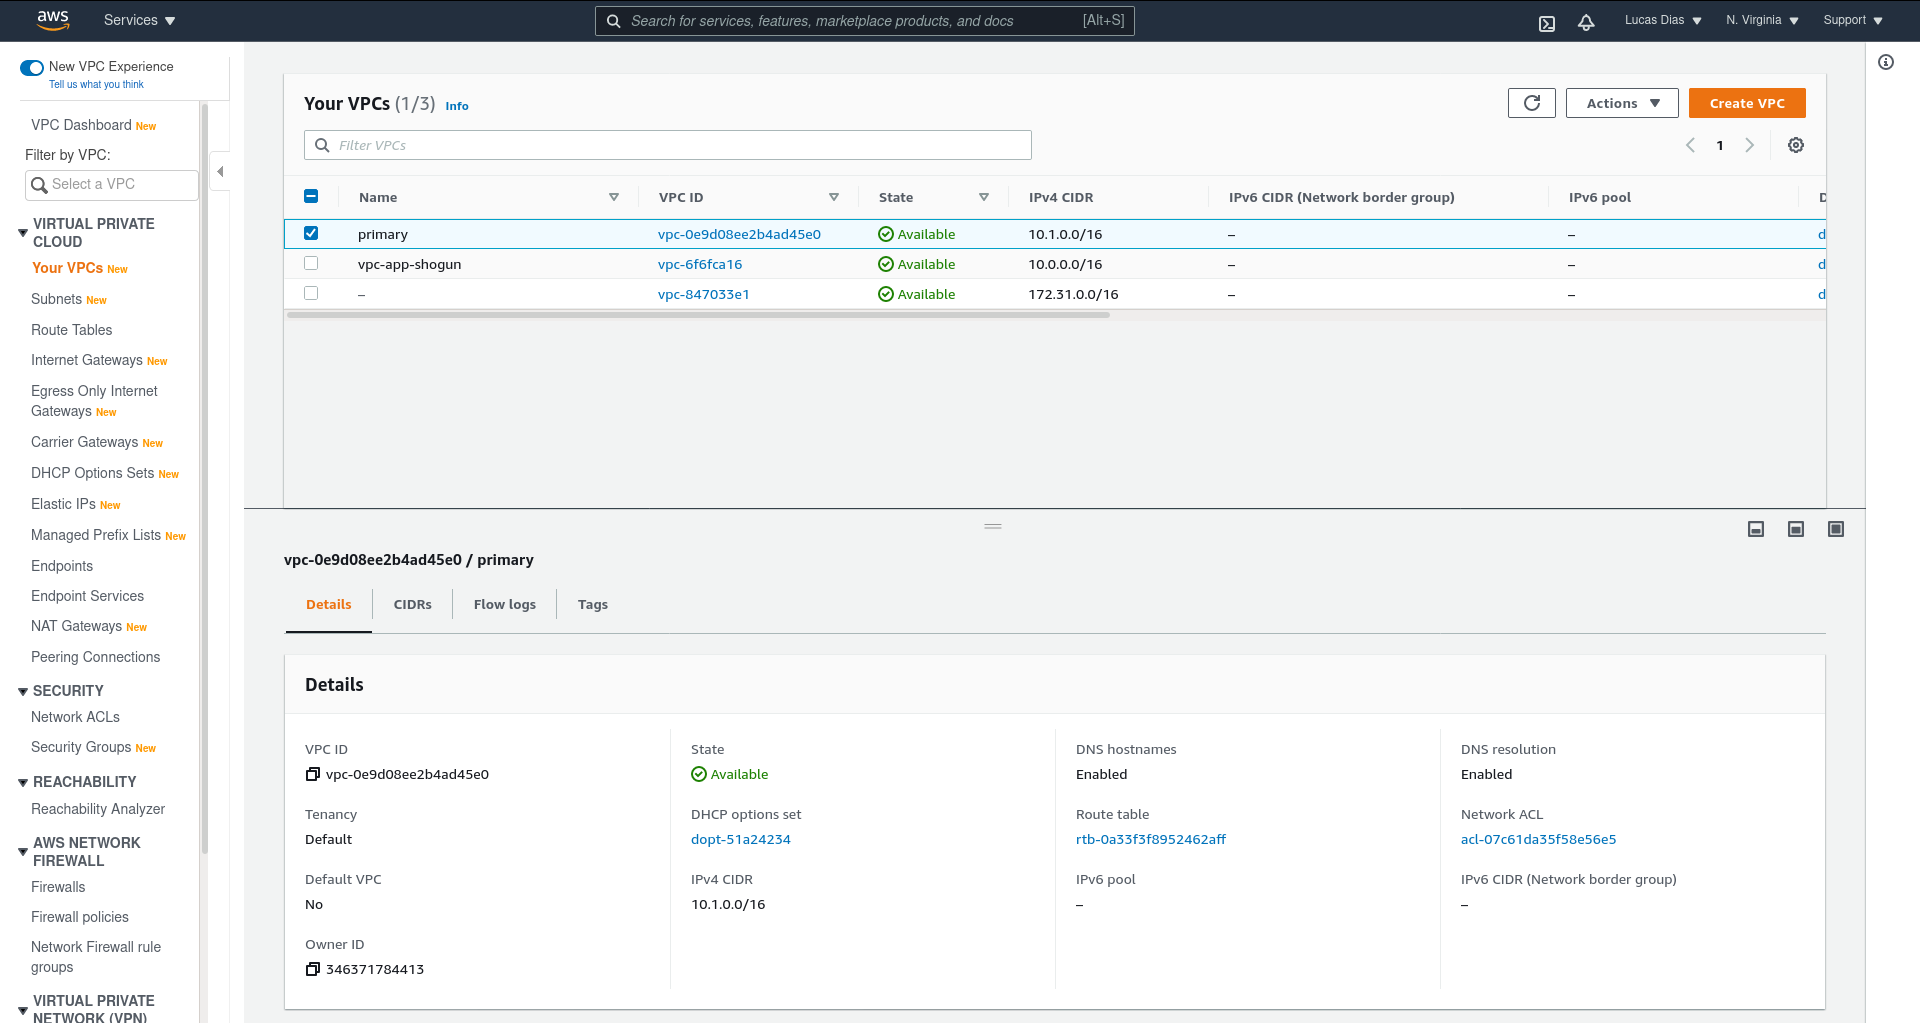 aws Services Search for services, features, marketplace products, and docs [Alt+S] Lucas Dias N. Virginia Support
New VPC Experience
Tell us what you think
VPC Dashboard New
Filter by VPC:
Select a VPC
VIRTUAL PRIVATE
CLOUD
Your VPCs New
Subnets New
Route Tables
Internet Gateways New
Egress Only Internet
Gateways New
Carrier Gateways New
DHCP Options Sets New
Elastic IPs New
Managed Prefix Lists New
Endpoints
Endpoint Services
NAT Gateways New
Peering Connections
SECURITY
Network ACLs
Security Groups New
REACHABILITY
Reachability Analyzer
AWS NETWORK
FIREWALL
Firewalls
Firewall policies
Network Firewall rule
groups
VIRTUAL PRIVATE
NETWORK (VPN)
Your VPCs (1/3) Info
Actions Create VPC
Filter VPCs
1
Name VPC ID State IPv4 CIDR IPv6 CIDR (Network border group) IPv6 pool D
primary vpc-0e9d08ee2b4ad45e0 Available 10.1.0.0/16 – – d
vpc-app-shogun vpc-6f6fca16 Available 10.0.0.0/16 – – d
– vpc-847033e1 Available 172.31.0.0/16 – – d
vpc-0e9d08ee2b4ad45e0 / primary
Details CIDRs Flow logs Tags
Details
VPC ID State DNS hostnames DNS resolution
vpc-0e9d08ee2b4ad45e0 Available Enabled Enabled
Tenancy DHCP options set Route table Network ACL
Default dopt-51a24234 rtb-0a33f3f8952462aff acl-07c61da35f58e56e5
Default VPC IPv4 CIDR IPv6 pool IPv6 CIDR (Network border group)
No 10.1.0.0/16 – –
Owner ID
346371784413